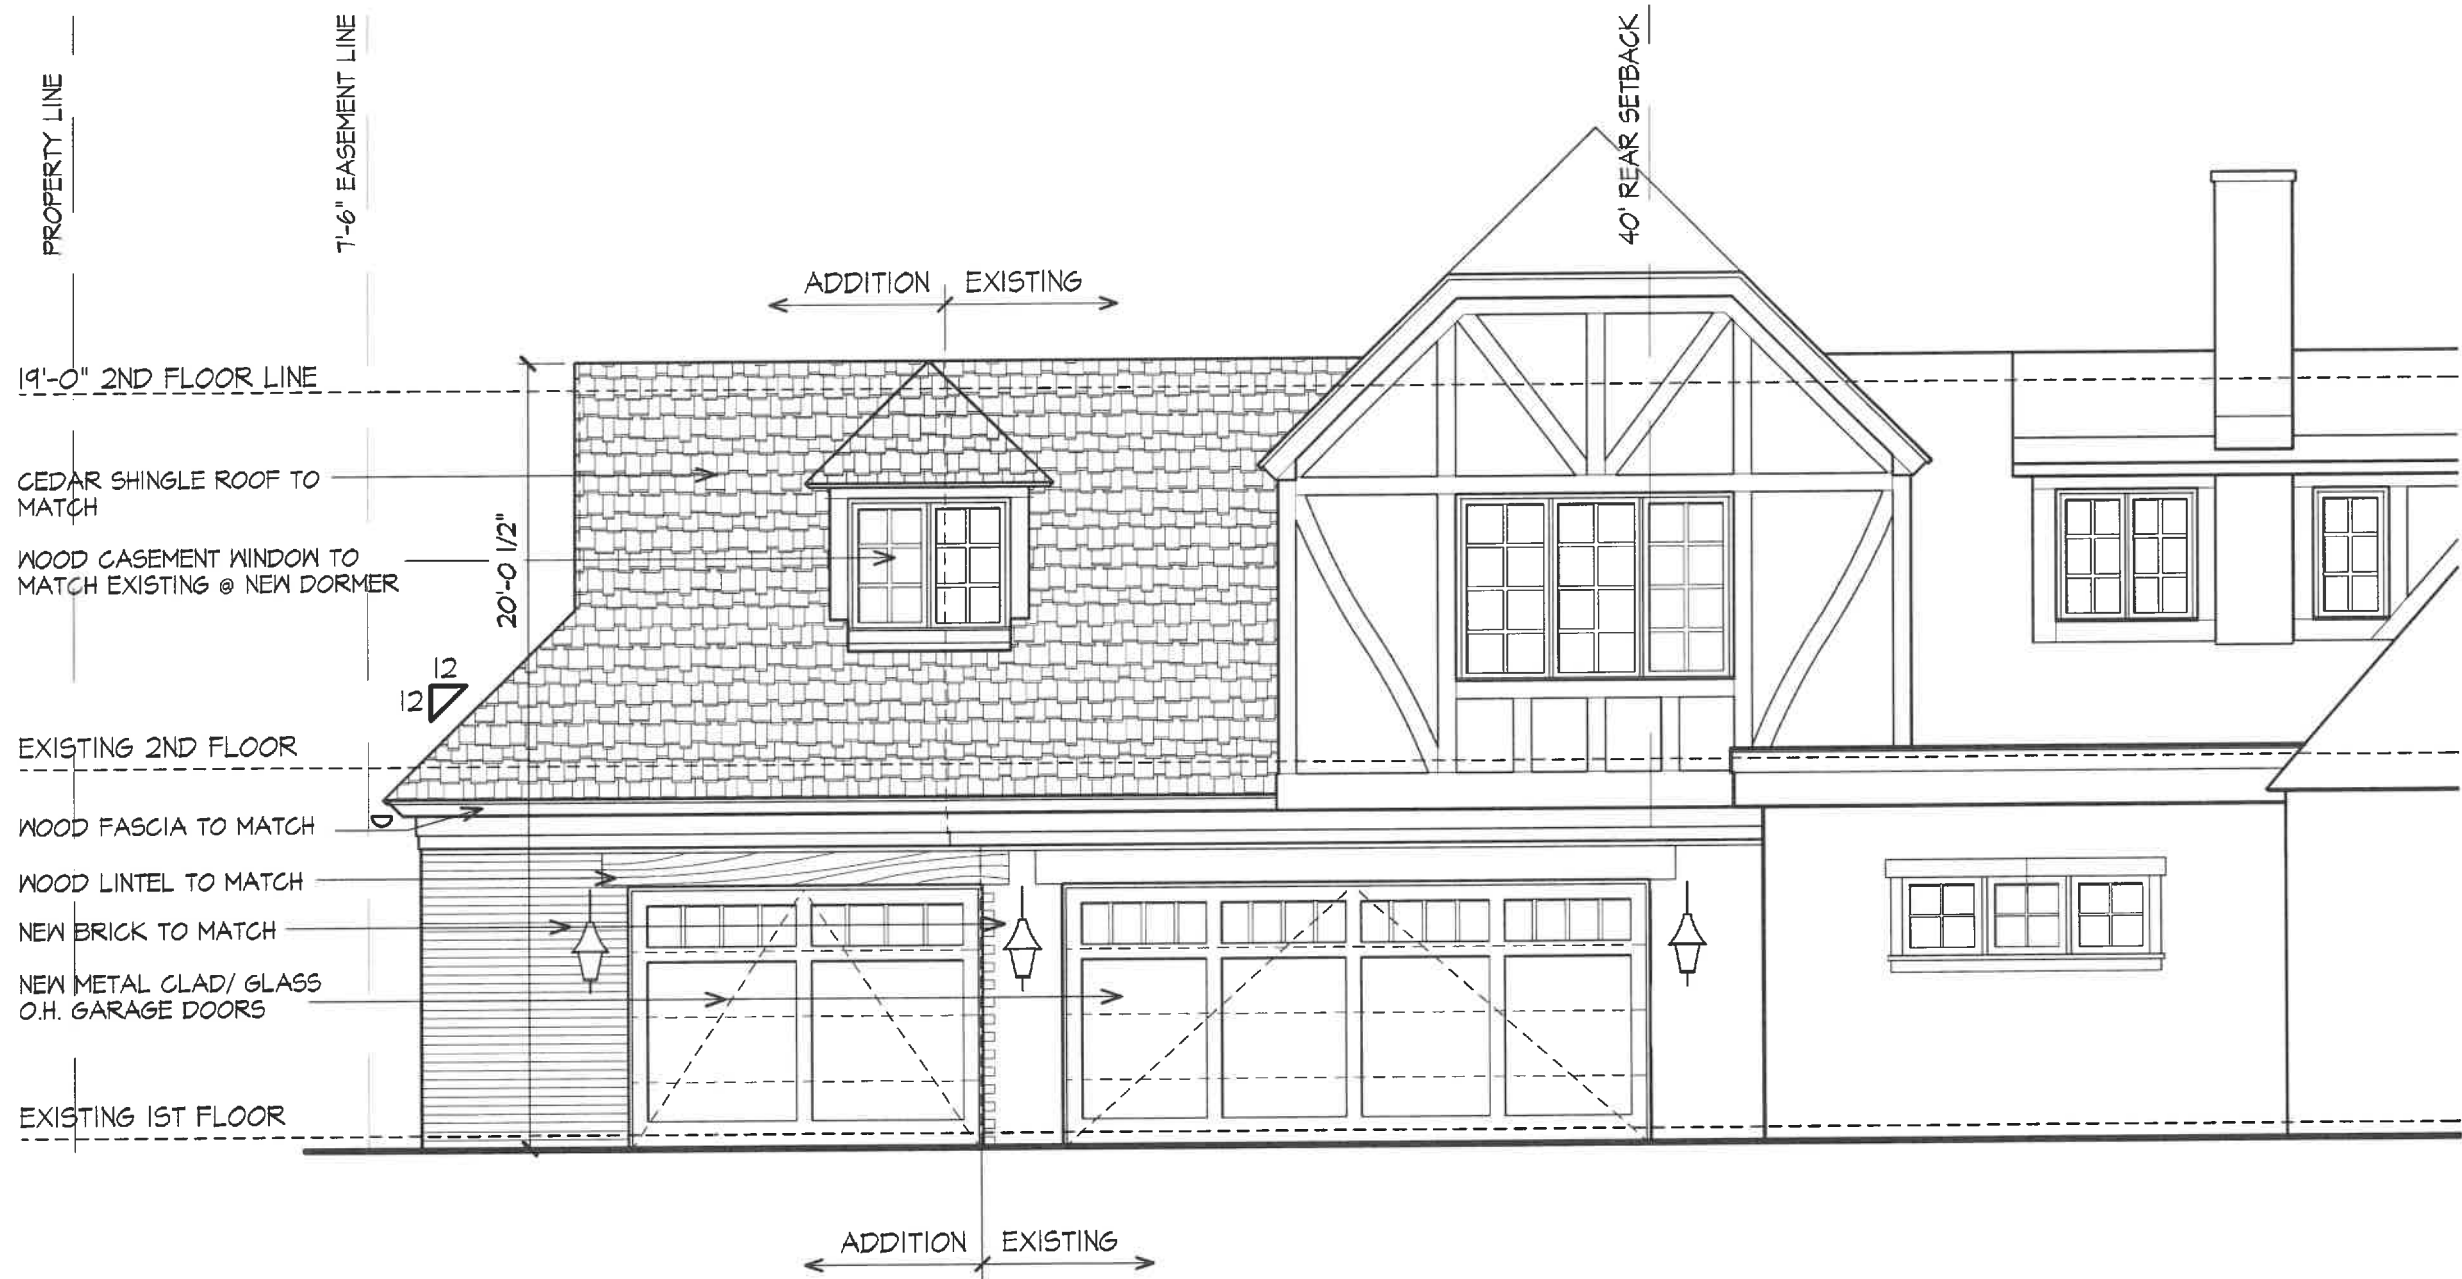 PROPERTY LINE
7'-6" EASEMENT LINE
40' REAR SETBACK
ADDITION
EXISTING
19'-0" 2ND FLOOR LINE
CEDAR SHINGLE ROOF TO
MATCH
WOOD CASEMENT WINDOW TO
MATCH EXISTING @ NEW DORMER
20'-0 1/2"
12
12
EXISTING 2ND FLOOR
WOOD FASCIA TO MATCH
WOOD LINTEL TO MATCH
NEW BRICK TO MATCH
NEW METAL CLAD/ GLASS
O.H. GARAGE DOORS
EXISTING 1ST FLOOR
ADDITION
EXISTING